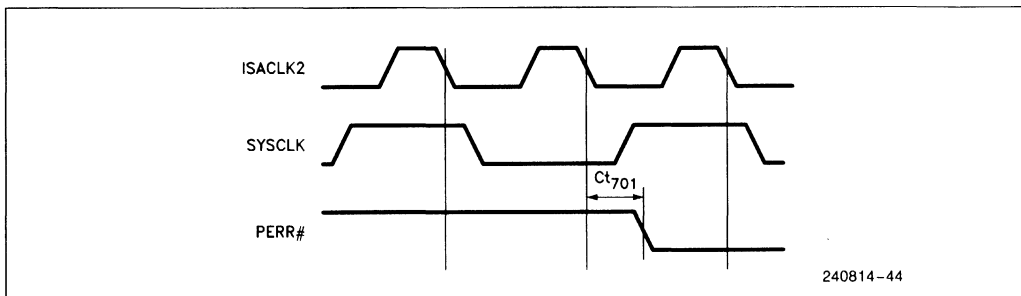 ISACLK2
SYSCLK
Ct701
PERR#
240814-44